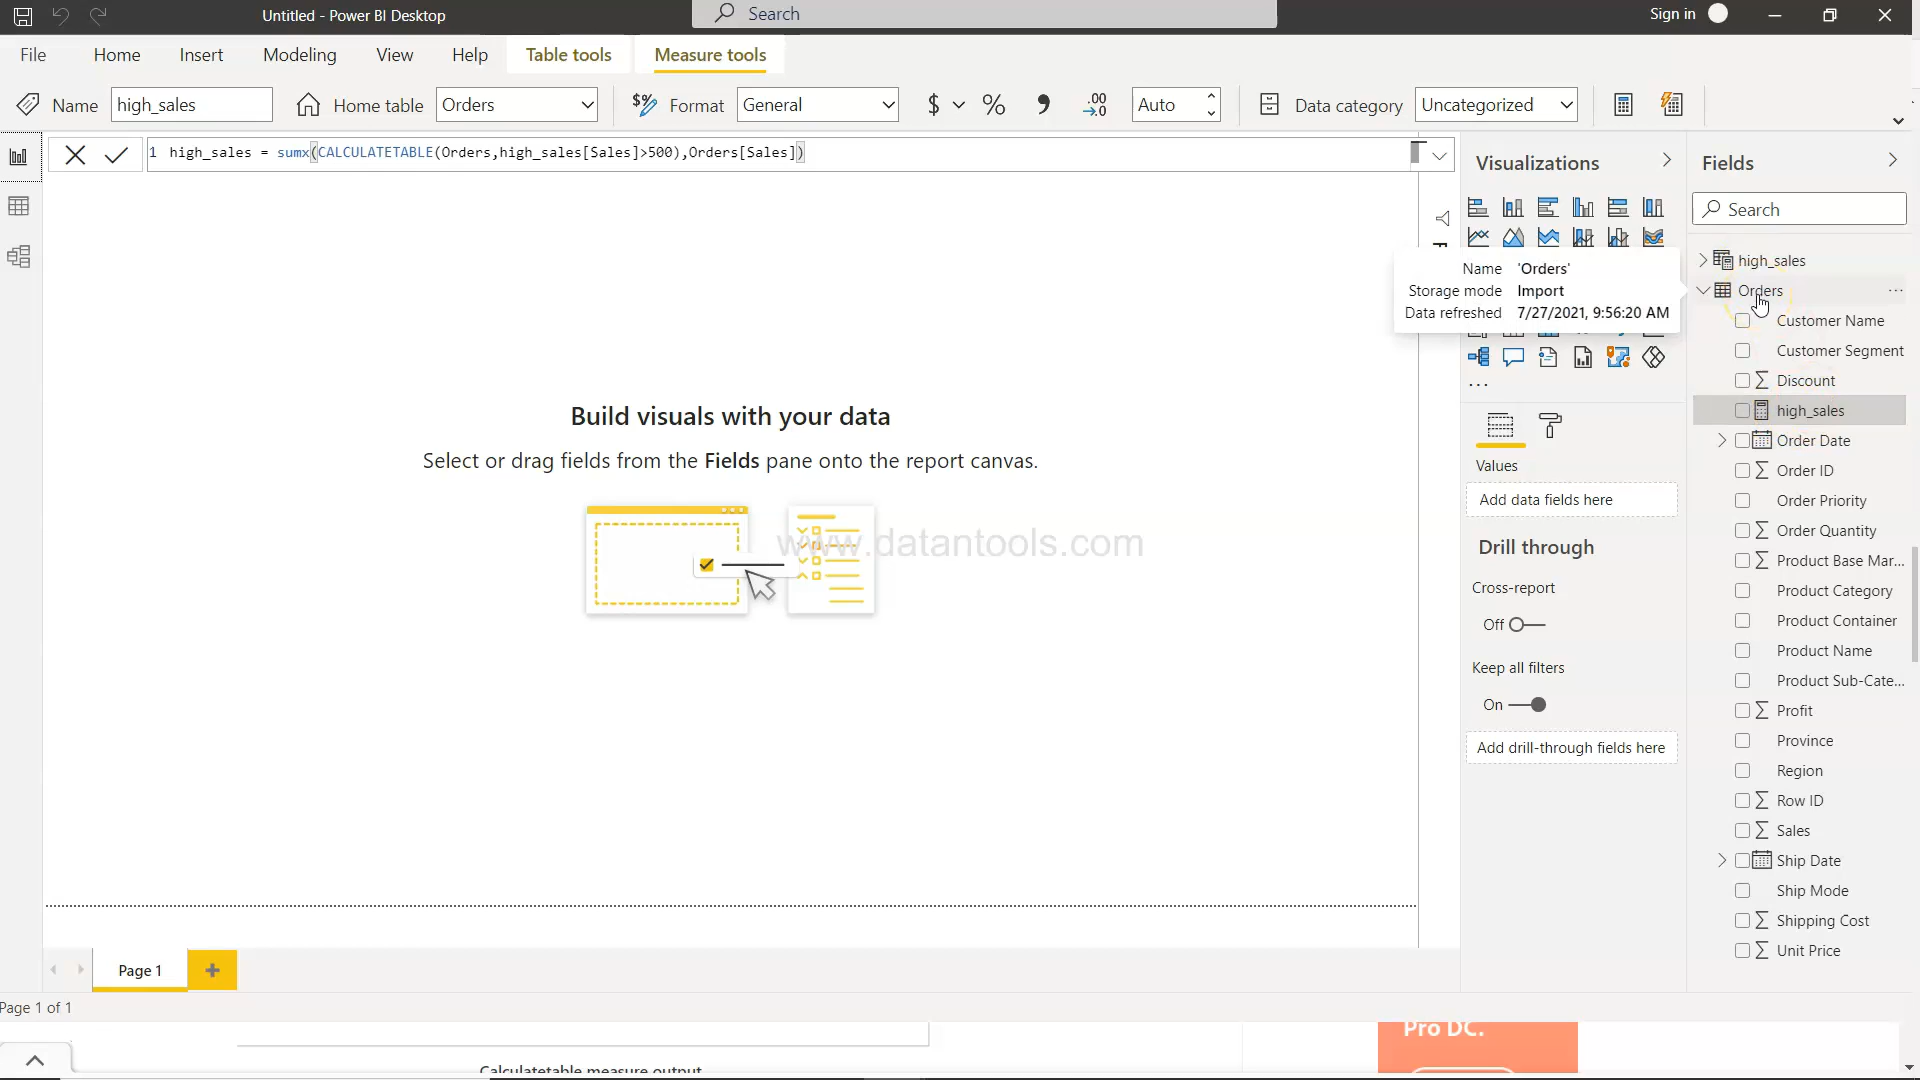 Untitled - Power BI Desktop
Search
Sign in
File
Home
Insert
Modeling
View
Help
Table tools
Measure tools
Name
high_sales
Home table
Orders
Format
General
$
%
Auto
Data category
Uncategorized
1 high_sales = sumx(CALCULATETABLE(Orders,high_sales[Sales]>500),Orders[Sales])
Visualizations
Fields
Search
Name 'Orders'
Storage mode Import
Data refreshed 7/27/2021, 9:56:20 AM
high_sales
Orders
Customer Name
Customer Segment
Discount
high_sales
Order Date
Order ID
Order Priority
Order Quantity
Product Base Mar...
Product Category
Product Container
Product Name
Product Sub-Cate...
Profit
Province
Region
Row ID
Sales
Ship Date
Ship Mode
Shipping Cost
Unit Price
Values
Add data fields here
Drill through
Cross-report
Off
Keep all filters
On
Add drill-through fields here
Build visuals with your data
Select or drag fields from the Fields pane onto the report canvas.
www.datantools.com
Page 1
Page 1 of 1
Pro DC.
Calculatetable measure output